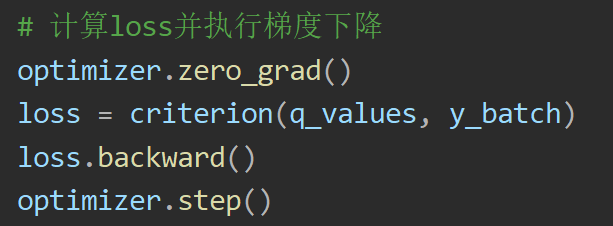 # 计算loss并执行梯度下降
optimizer.zero_grad()
loss = criterion(q_values, y_batch)
loss.backward()
optimizer.step()